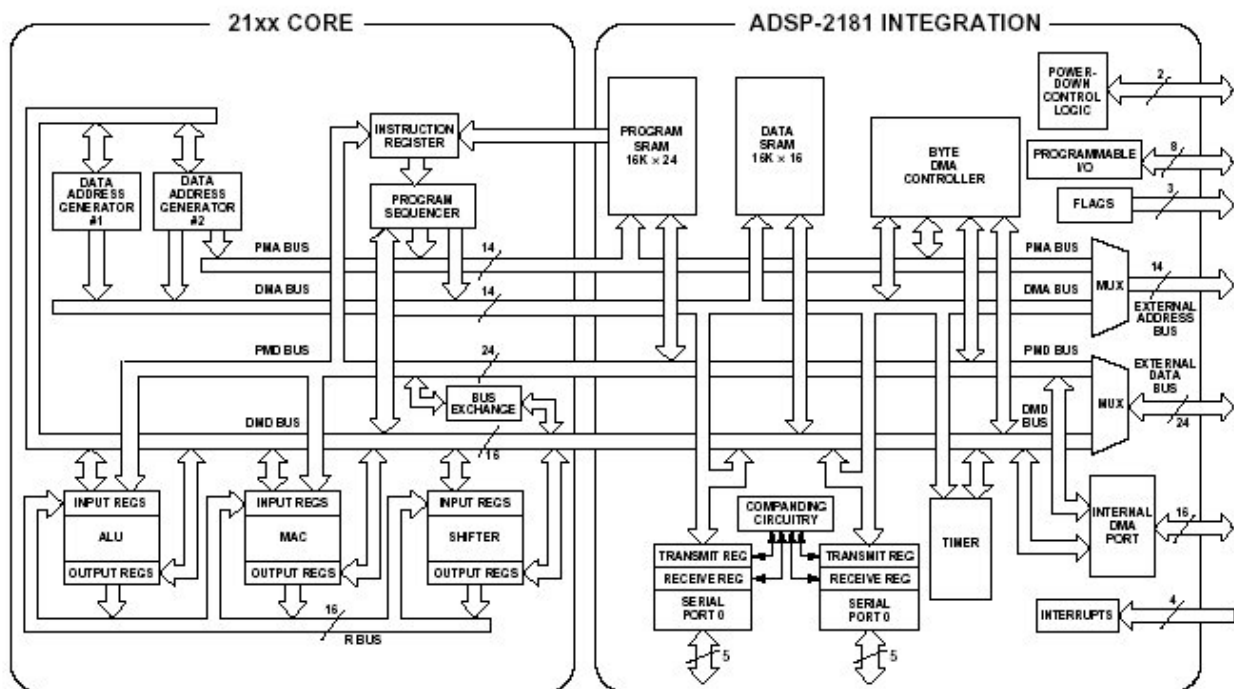 21xx CORE
ADSP-2181 INTEGRATION
POWER-
DOWN
CONTROL
LOGIC
2
INSTRUCTION
REGISTER
PROGRAM
SRAM
16K × 24
DATA
SRAM
16K × 16
BYTE
DMA
CONTROLLER
PROGRAMMABLE
I/O
8
DATA
ADDRESS
GENERATOR
#1
DATA
ADDRESS
GENERATOR
#2
PROGRAM
SEQUENCER
FLAGS
3
PMA BUS
14
PMA BUS
MUX
14
EXTERNAL
ADDRESS
BUS
DMA BUS
14
DMA BUS
PMD BUS
24
PMD BUS
EXTERNAL
DATA
BUS
MUX
24
BUS
EXCHANGE
DMD BUS
16
DMD
BUS
INPUT REGS
ALU
OUTPUT REGS
INPUT REGS
MAC
OUTPUT REGS
INPUT REGS
SHIFTER
OUTPUT REGS
16
R BUS
COMPANDING
CIRCUITRY
TRANSMIT REG
RECEIVE REG
SERIAL
PORT 0
5
TRANSMIT REG
RECEIVE REG
SERIAL
PORT 0
5
TIMER
INTERNAL
DMA
PORT
16
INTERRUPTS
4